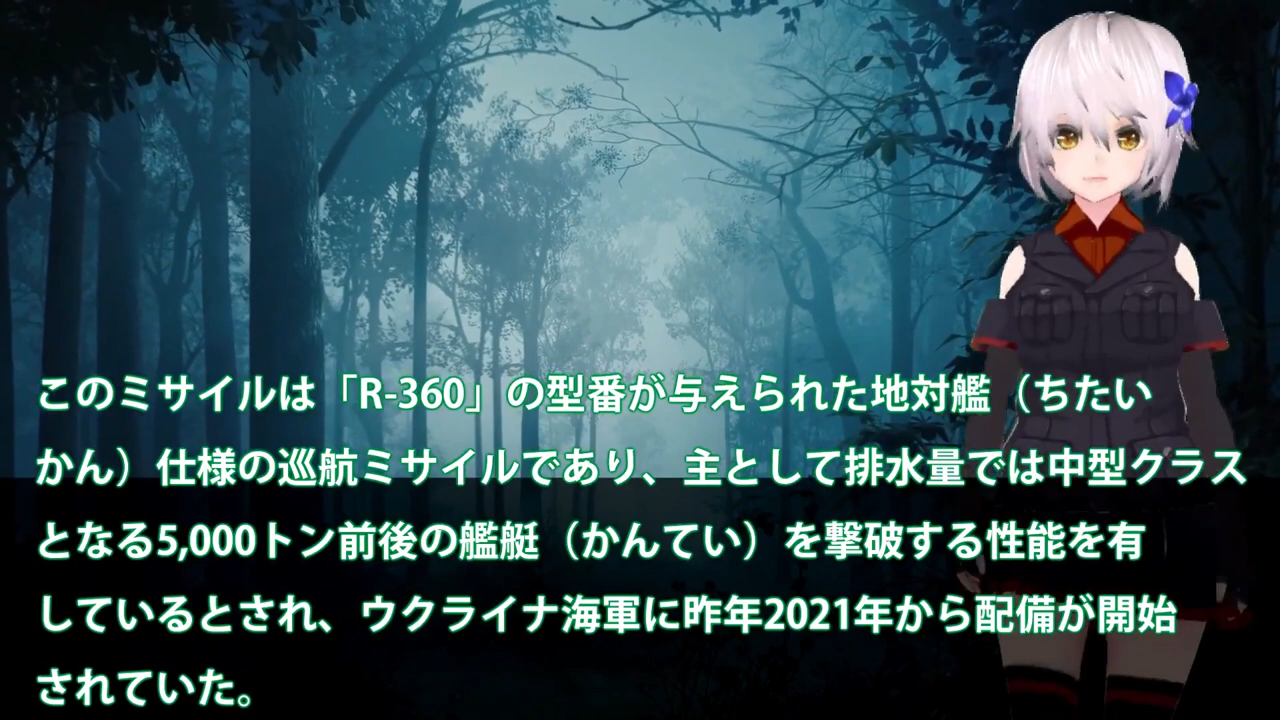 このミサイルは「R-360」の型番が与えられた地対艦（ちたい
かん）仕様の巡航ミサイルであり、主として排水量では中型クラス
となる5,000トン前後の艦艇（かんてい）を撃破する性能を有
しているとされ、ウクライナ海軍に昨年2021年から配備が開始
されていた。